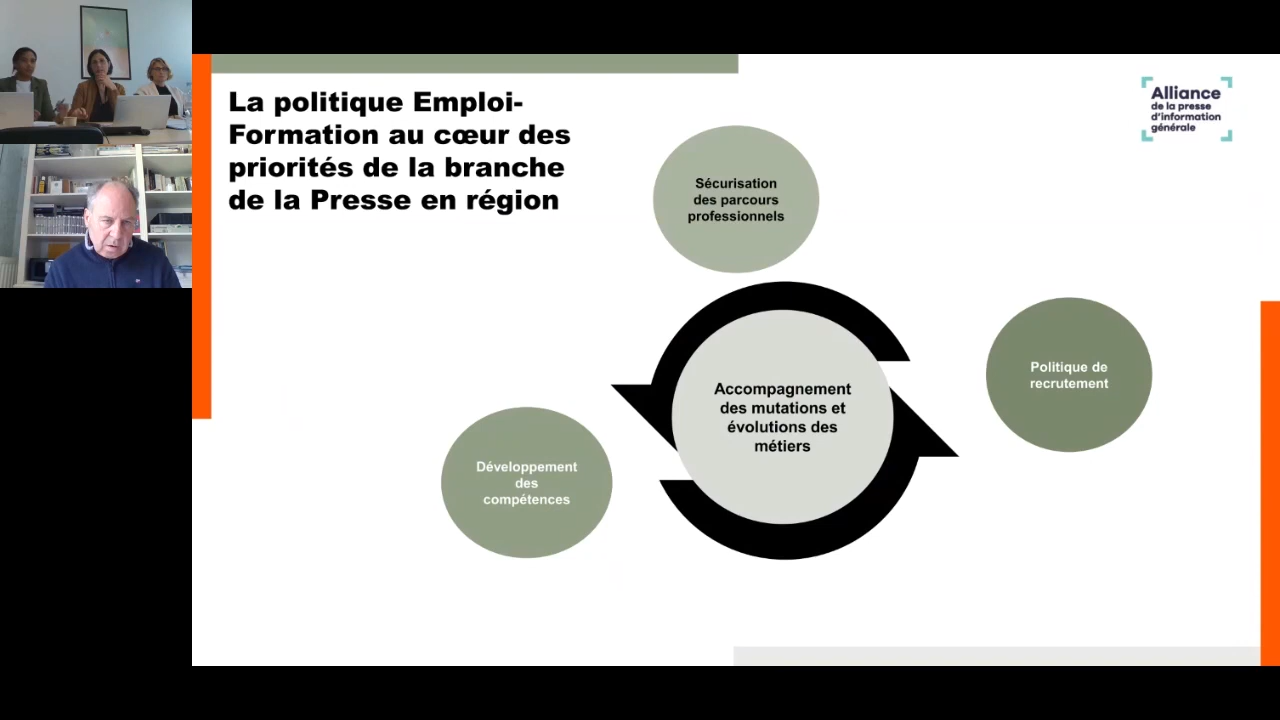 La politique Emploi-
Formation au cœur des
priorités de la branche
de la Presse en région
Alliance
de la presse
d'information
générale
Sécurisation
des parcours
professionnels
Politique de
recrutement
Accompagnement
des mutations et
évolutions des
métiers
Développement
des
compétences